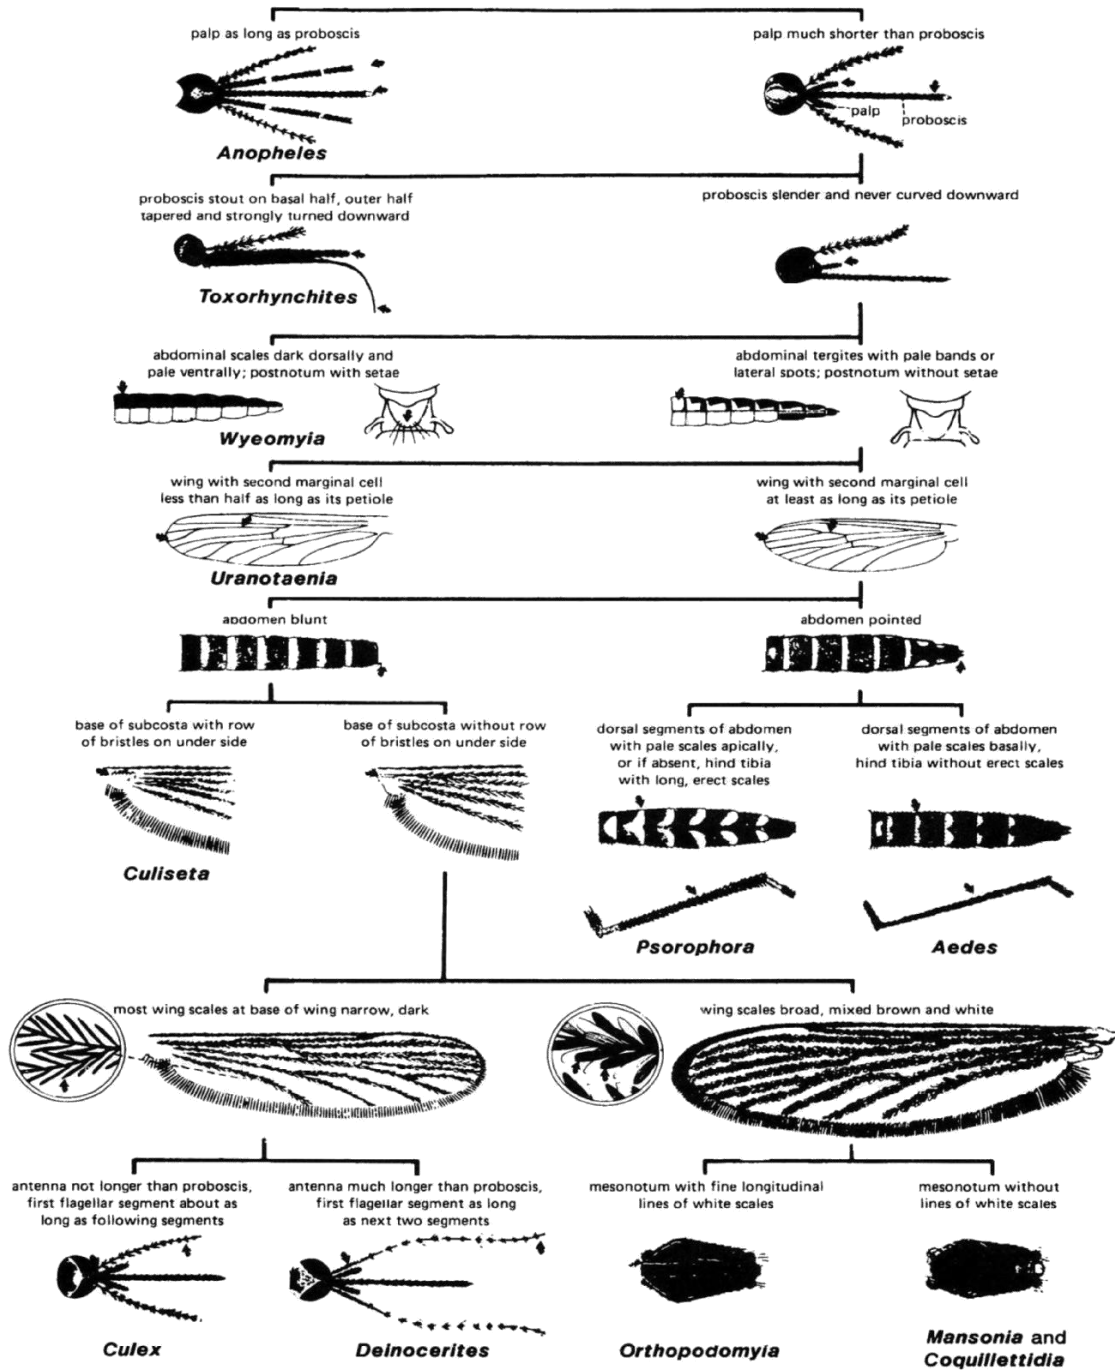 palp as long as proboscis
palp much shorter than proboscis
palp
proboscis
Anopheles
proboscis stout on basal half, outer half
tapered and strongly turned downward
proboscis slender and never curved downward
Toxorhynchites
abdominal scales dark dorsally and
pale ventrally; postnotum with setae
abdominal tergites with pale bands or
lateral spots; postnotum without setae
Wyeomyia
wing with second marginal cell
less than half as long as its petiole
wing with second marginal cell
at least as long as its petiole
Uranotaenia
abdomen blunt
abdomen pointed
base of subcosta with row
of bristles on under side
base of subcosta without row
of bristles on under side
dorsal segments of abdomen
with pale scales apically,
or if absent, hind tibia
with long, erect scales
dorsal segments of abdomen
with pale scales basally,
hind tibia without erect scales
Culiseta
Psorophora
Aedes
most wing scales at base of wing narrow, dark
wing scales broad, mixed brown and white
antenna not longer than proboscis,
first flagellar segment about as
long as following segments
antenna much longer than proboscis,
first flagellar segment as long
as next two segments
mesonotum with fine longitudinal
lines of white scales
mesonotum without
lines of white scales
Culex
Deinocerites
Orthopodomyia
Mansonia and
Coquillettidia